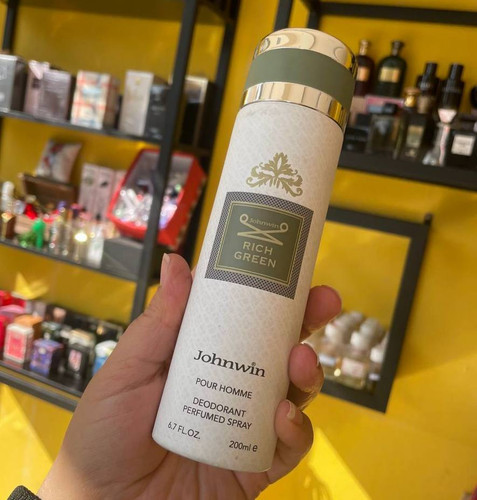 Johnwin
RICH
GREEN
Johnwin
POUR HOMME
DEODORANT
PERFUMED SPRAY
6.7 FL.OZ.
200ml e